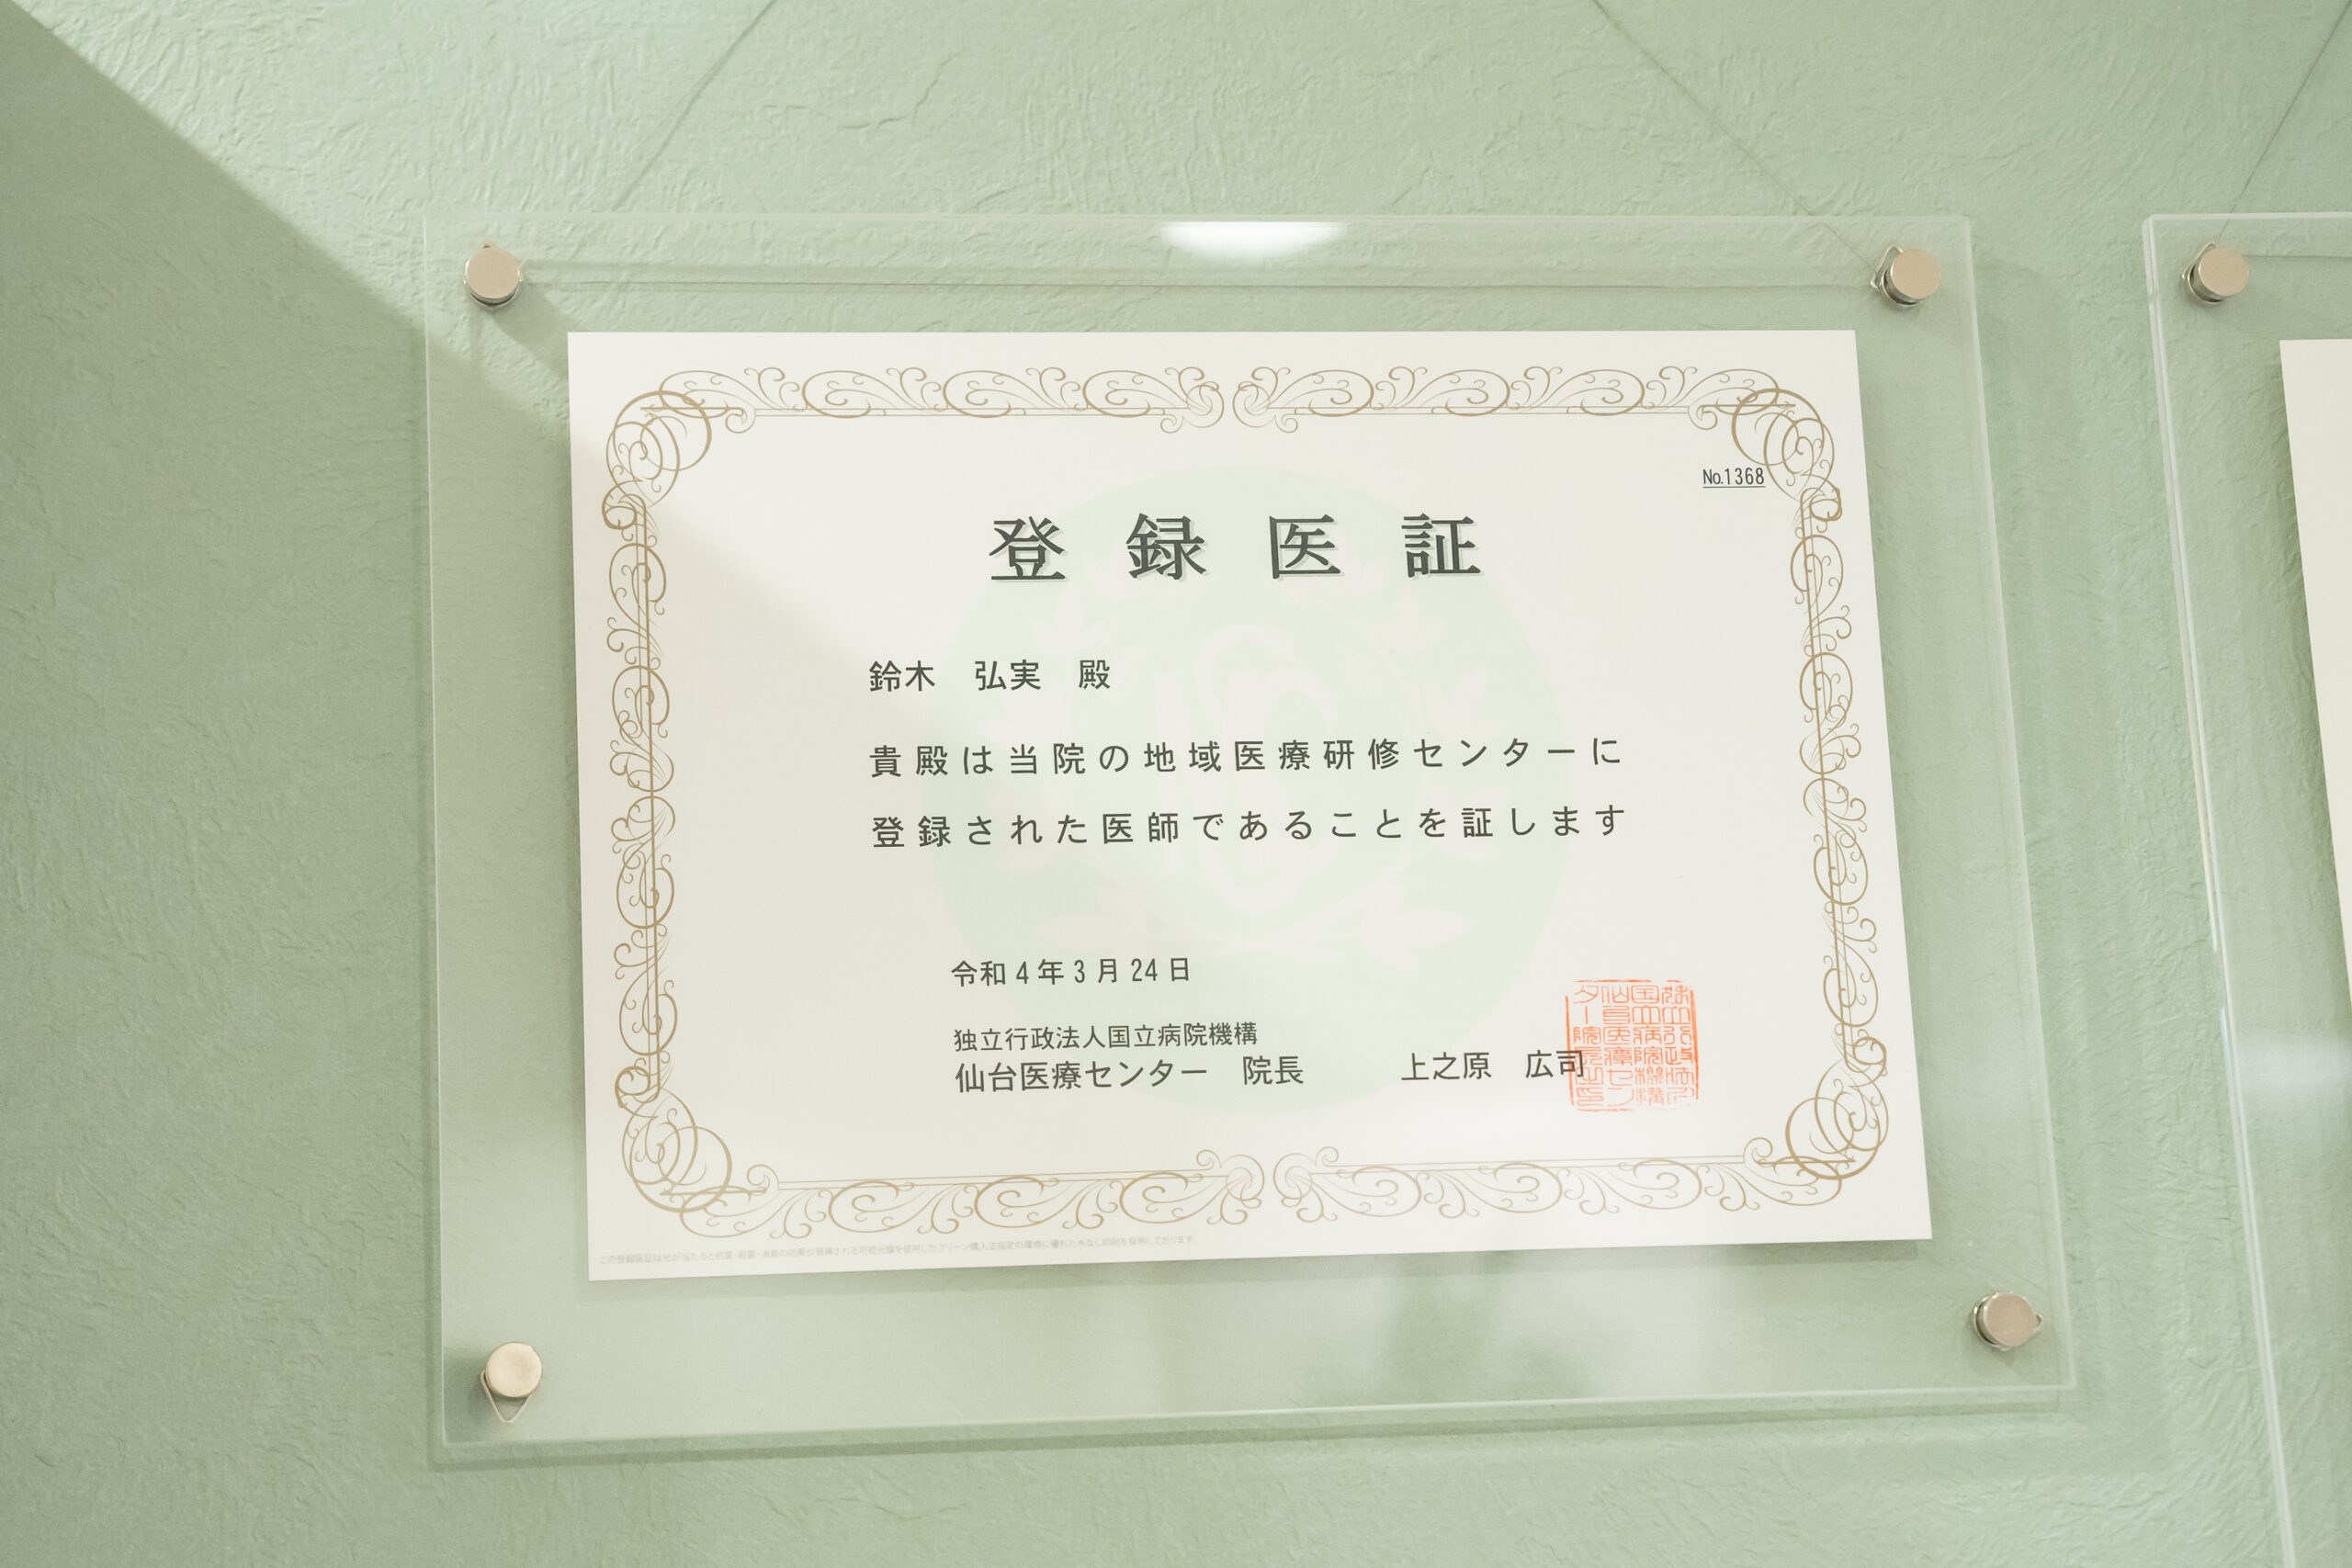 No.1368
登録医証
鈴木 弘実 殿
貴殿は当院の地域医療研修センターに
登録された医師であることを証します
令和4年3月24日
独立行政法人国立病院機構
仙台医療センター 院長 上之原 広司